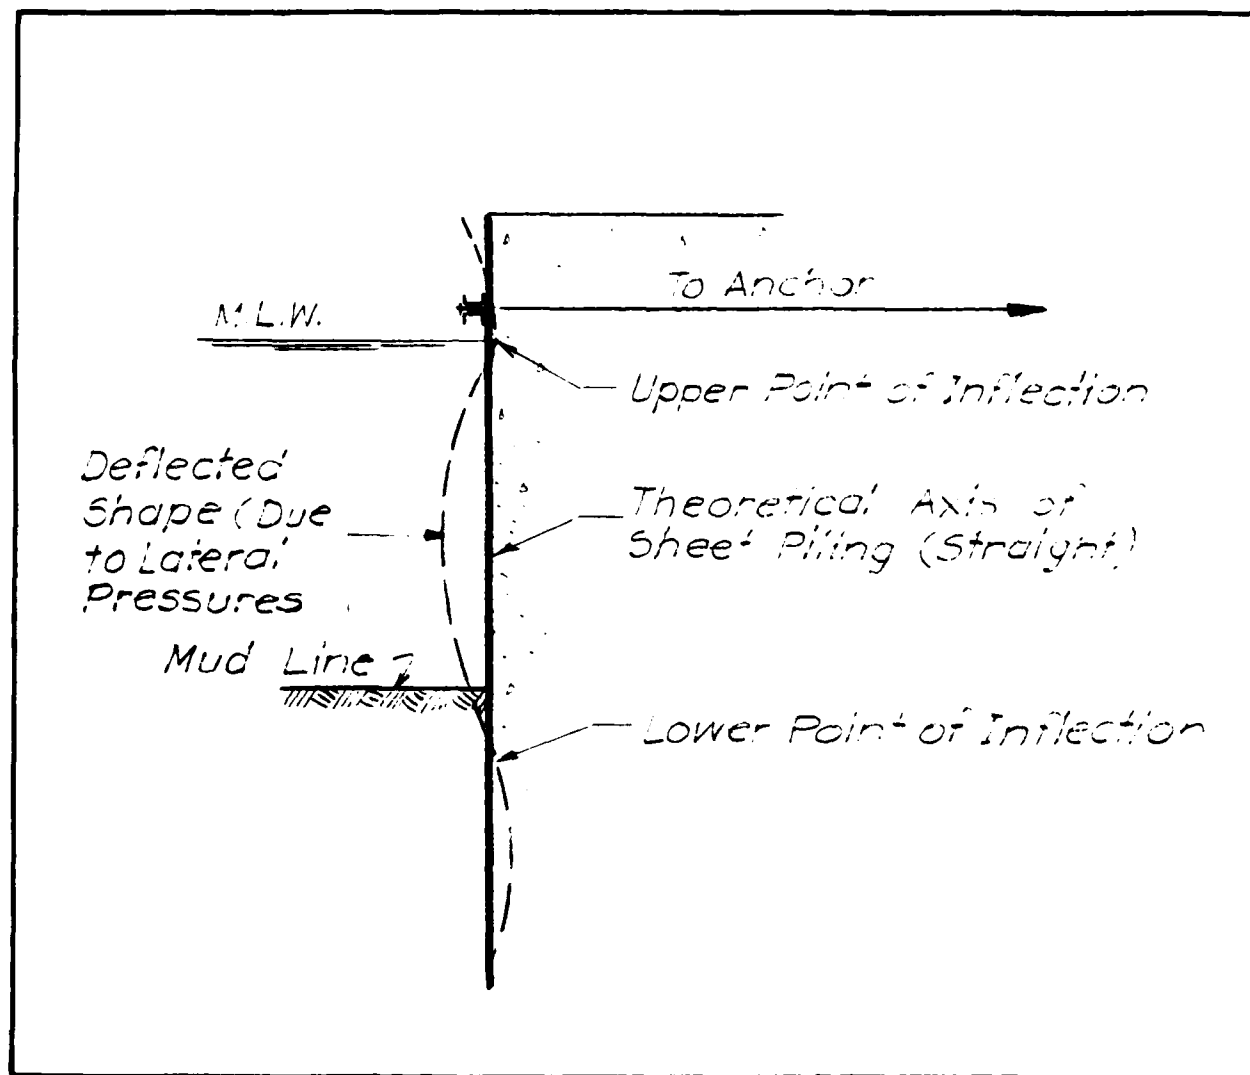 To Anchor
M.L.W.
Upper Point of Inflection
Deflected
Shape (Due
to Lateral
Pressures
Theoretical Axis of
Sheet Piling (Straight)
Mud Line
Lower Point of Inflection